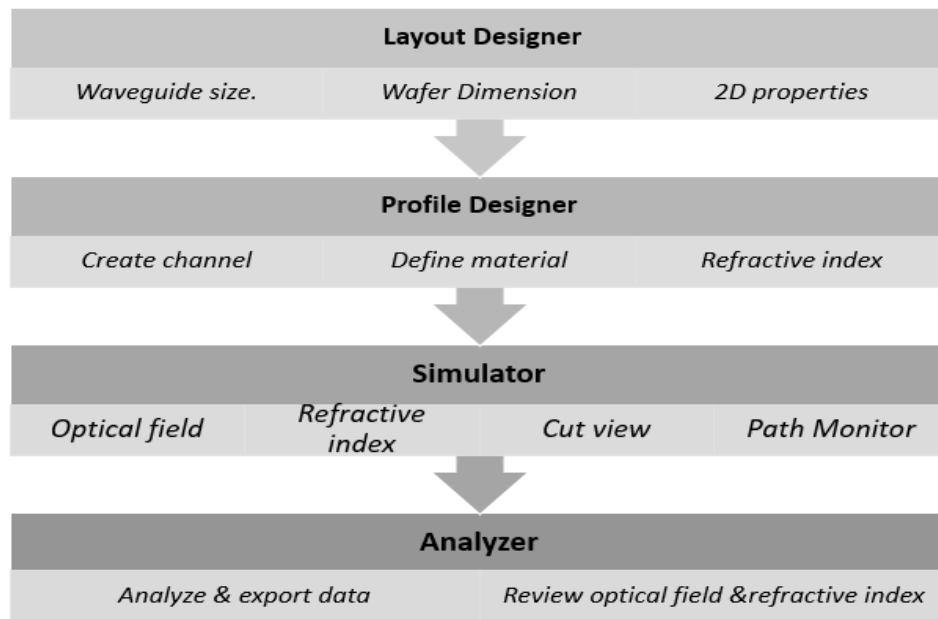 Layout Designer
Waveguide size. Wafer Dimension 2D properties
Profile Designer
Create channel Define material Refractive index
Simulator
Optical field Refractive index Cut view Path Monitor
Analyzer
Analyze & export data Review optical field &refractive index